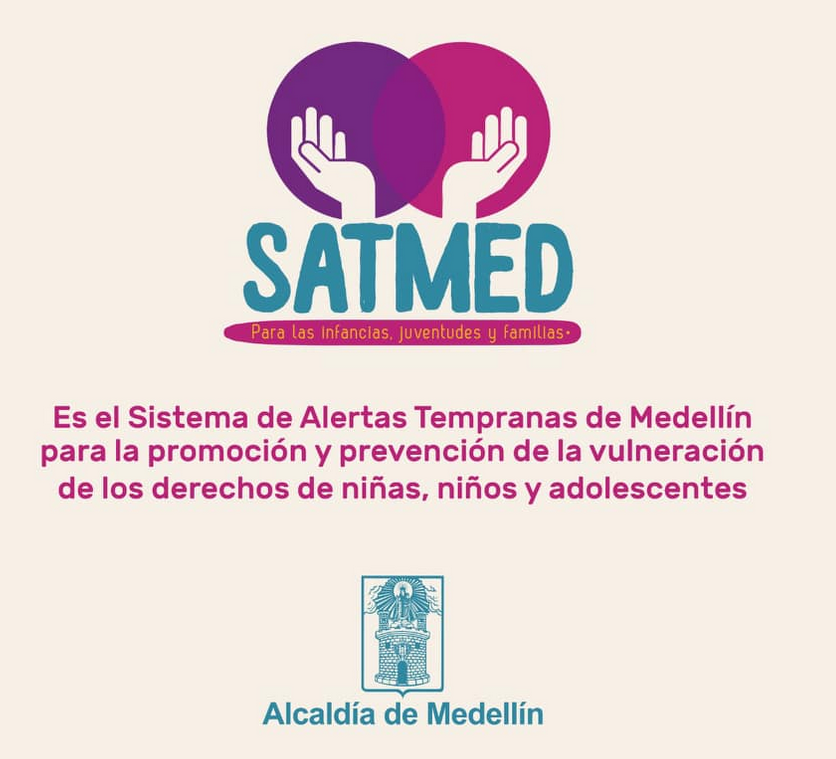 SATMED
Para las infancias, juventudes y familias•
Es el Sistema de Alertas Tempranas de Medellín
para la promoción y prevención de la vulneración
de los derechos de niñas, niños y adolescentes
Alcaldía de Medellín